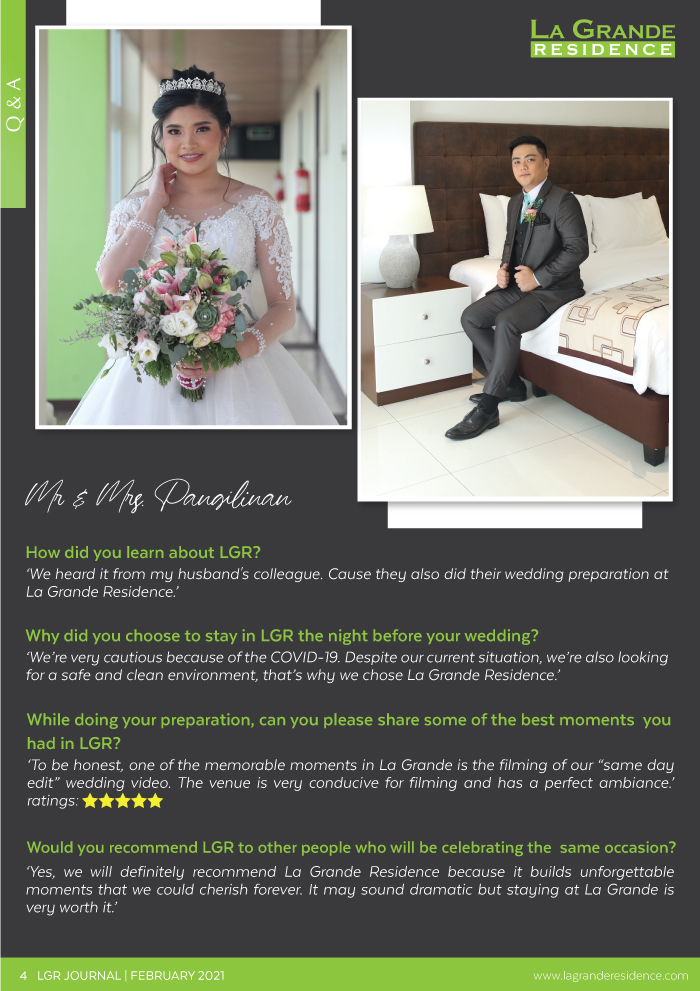 Q & A
LA GRANDE
RESIDENCE
Mr. & Mrs. Pangilinan
How did you learn about LGR?
‘We heard it from my husband's colleague. Cause they also did their wedding preparation at
La Grande Residence.’
Why did you choose to stay in LGR the night before your wedding?
‘We’re very cautious because of the COVID-19. Despite our current situation, we’re also looking
for a safe and clean environment, that’s why we chose La Grande Residence.’
While doing your preparation, can you please share some of the best moments you
had in LGR?
‘To be honest, one of the memorable moments in La Grande is the filming of our “same day
edit” wedding video. The venue is very conducive for filming and has a perfect ambiance.’
ratings:
Would you recommend LGR to other people who will be celebrating the same occasion?
‘Yes, we will definitely recommend La Grande Residence because it builds unforgettable
moments that we could cherish forever. It may sound dramatic but staying at La Grande is
very worth it.’
4 LGR JOURNAL | FEBRUARY 2021
www.lagranderesidence.com